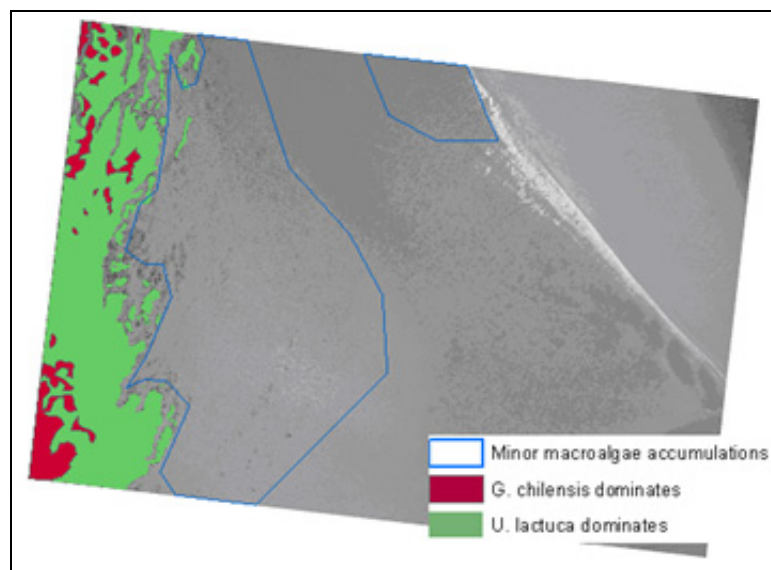 Minor macroalgae accumulations
G. chilensis dominates
U. lactuca dominates